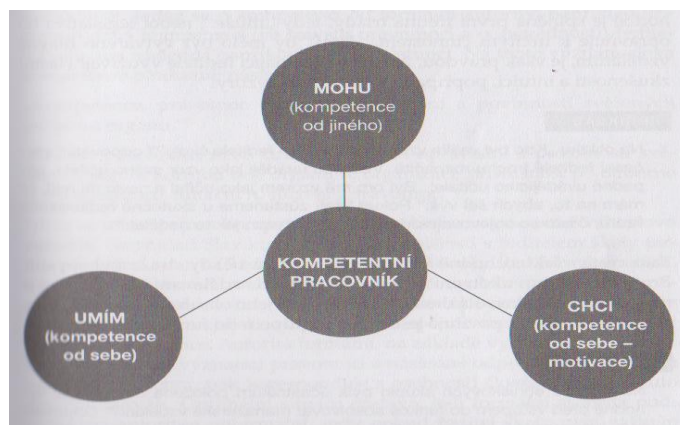 MOHU
(kompetence
od jiného)
KOMPETENTNÍ
PRACOVNÍK
UMÍM
(kompetence
od sebe)
CHCI
(kompetence
od sebe –
motivace)